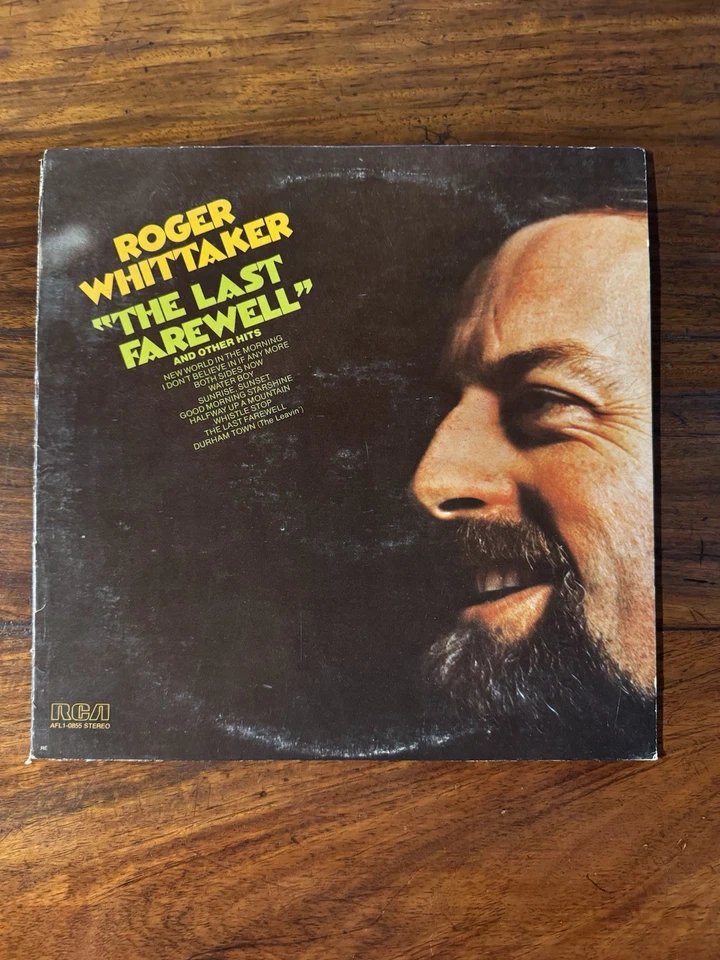 ROGER
WHITTAKER
"THE LAST
FAREWELL"
AND OTHER HITS
NEW WORLD IN THE MORNING
I DON'T BELIEVE IN IF ANY MORE
BOTH SIDES NOW
WATER BOY
SUNRISE, SUNSET
GOOD MORNING STARSHINE
HALFWAY UP A MOUNTAIN
WHISTLE STOP
THE LAST FAREWELL
DURHAM TOWN (The Leavin')
RCA
AFL1-0855 STEREO
RE